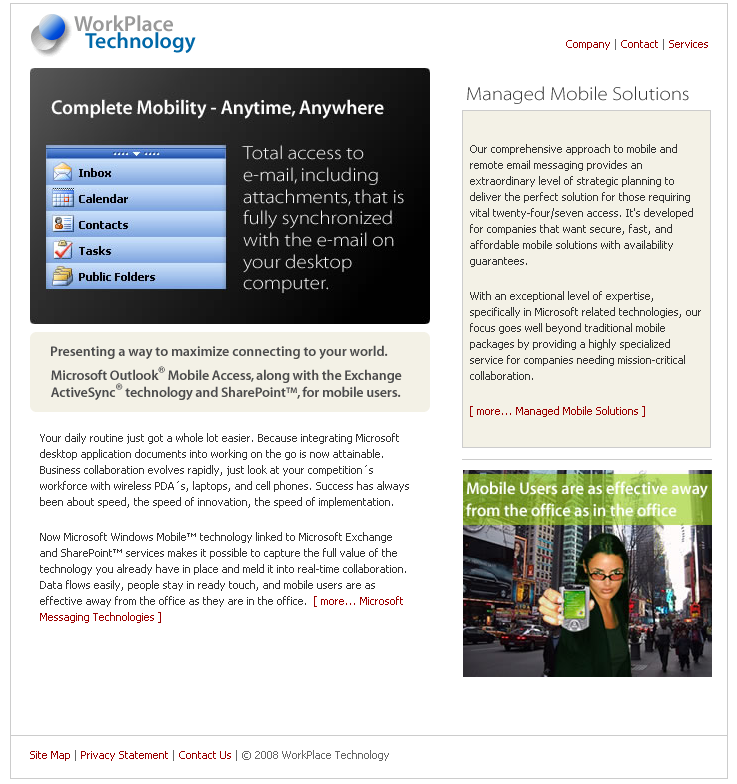 WorkPlace
Technology
Company | Contact | Services
Complete Mobility - Anytime, Anywhere
Inbox
Calendar
Contacts
Tasks
Public Folders
Total access to
e-mail, including
attachments, that is
fully synchronized
with the e-mail on
your desktop
computer.
Presenting a way to maximize connecting to your world.
Microsoft Outlook® Mobile Access, along with the Exchange
ActiveSync® technology and SharePoint™, for mobile users.
Your daily routine just got a whole lot easier. Because integrating Microsoft
desktop application documents into working on the go is now attainable.
Business collaboration evolves rapidly, just look at your competition´s
workforce with wireless PDA´s, laptops, and cell phones. Success has always
been about speed, the speed of innovation, the speed of implementation.
Now Microsoft Windows Mobile™ technology linked to Microsoft Exchange
and SharePoint™ services makes it possible to capture the full value of the
technology you already have in place and meld it into real-time collaboration.
Data flows easily, people stay in ready touch, and mobile users are as
effective away from the office as they are in the office. [ more... Microsoft
Messaging Technologies ]
Managed Mobile Solutions
Our comprehensive approach to mobile and
remote email messaging provides an
extraordinary level of strategic planning to
deliver the perfect solution for those requiring
vital twenty-four/seven access. It's developed
for companies that want secure, fast, and
affordable mobile solutions with availability
guarantees.
With an exceptional level of expertise,
specifically in Microsoft related technologies, our
focus goes well beyond traditional mobile
packages by providing a highly specialized
service for companies needing mission-critical
collaboration.
[ more... Managed Mobile Solutions ]
Mobile Users are as effective away
from the office as in the office
Site Map | Privacy Statement | Contact Us | © 2008 WorkPlace Technology